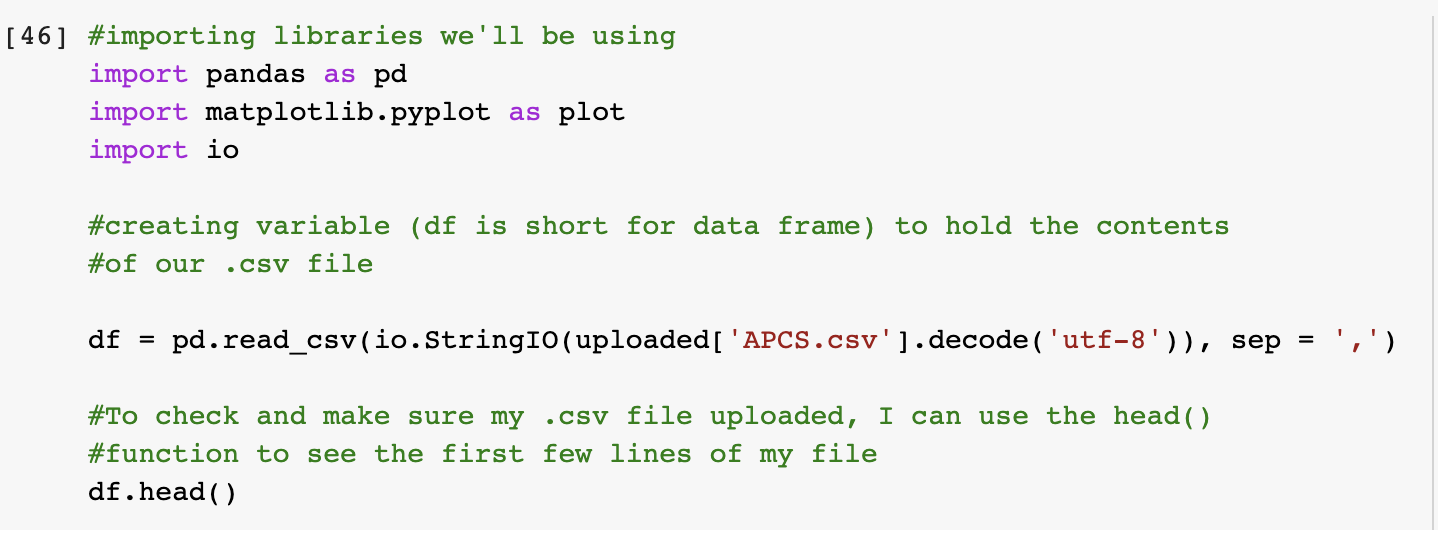 [46] #importing libraries we'll be using
import pandas as pd
import matplotlib.pyplot as plot
import io
#creating variable (df is short for data frame) to hold the contents
#of our .csv file
df = pd.read_csv(io.StringIO(uploaded['APCS.csv'].decode('utf-8')), sep = ',')
#To check and make sure my .csv file uploaded, I can use the head()
#function to see the first few lines of my file
df.head()